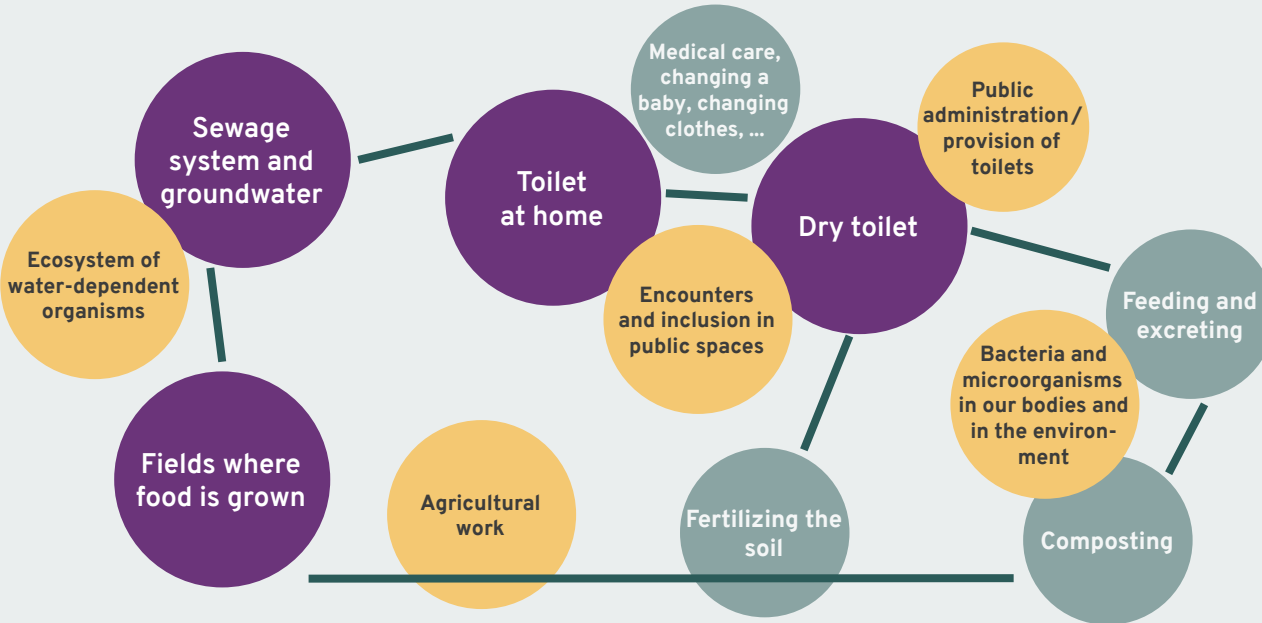 Medical care,
changing a
baby, changing
clothes, ...
Public
administration/
provision of
toilets
Sewage
system and
groundwater
Toilet
at home
Dry toilet
Ecosystem of
water-dependent
organisms
Encounters
and inclusion in
public spaces
Feeding and
excreting
Bacteria and
microorganisms
in our bodies and
in the environ-
ment
Fields where
food is grown
Agricultural
work
Fertilizing the
soil
Composting